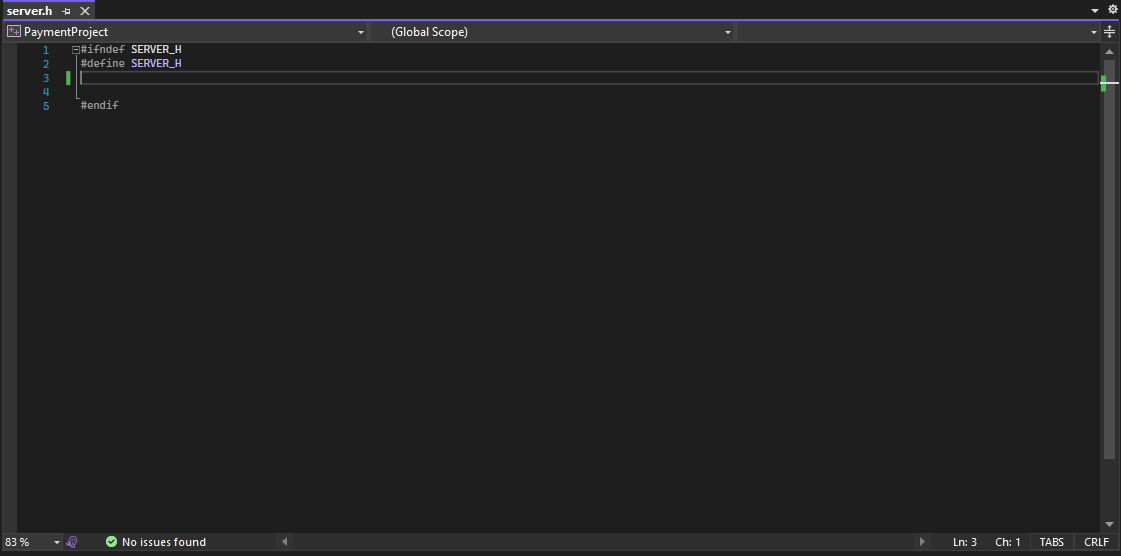 server.h
PaymentProject (Global Scope)
1 #ifndef SERVER_H
2 #define SERVER_H
3
4
5 #endif
83 % No issues found Ln: 3 Ch: 1 TABS CRLF